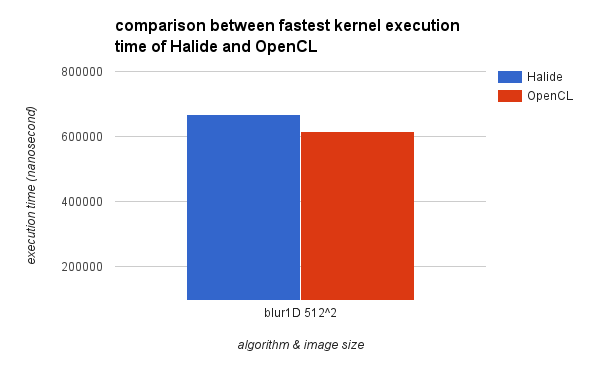 comparison between fastest kernel execution
time of Halide and OpenCL
Halide
OpenCL
execution time (nanosecond)
800000
600000
400000
200000
blur1D 512^2
algorithm & image size